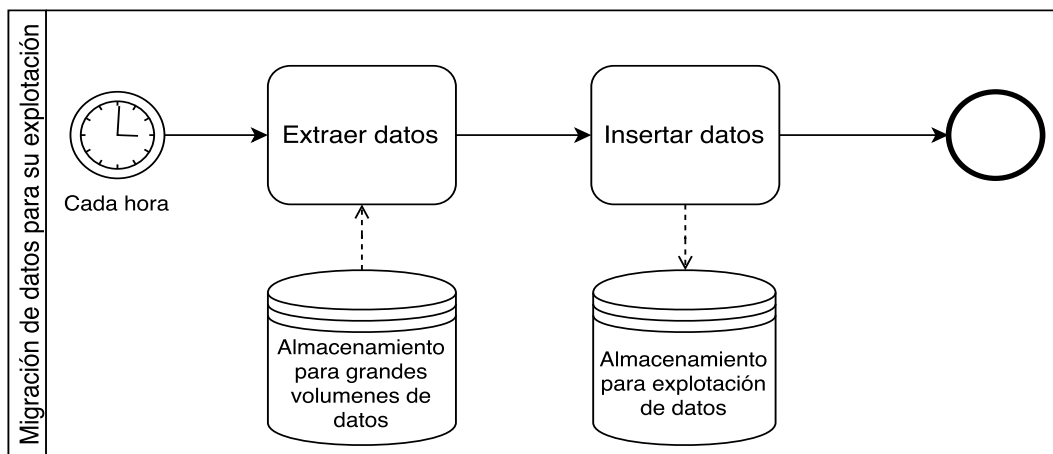 Migración de datos para su explotación
Cada hora
Extraer datos
Insertar datos
Almacenamiento
para grandes
volumenes de
datos
Almacenamiento
para explotación
de datos